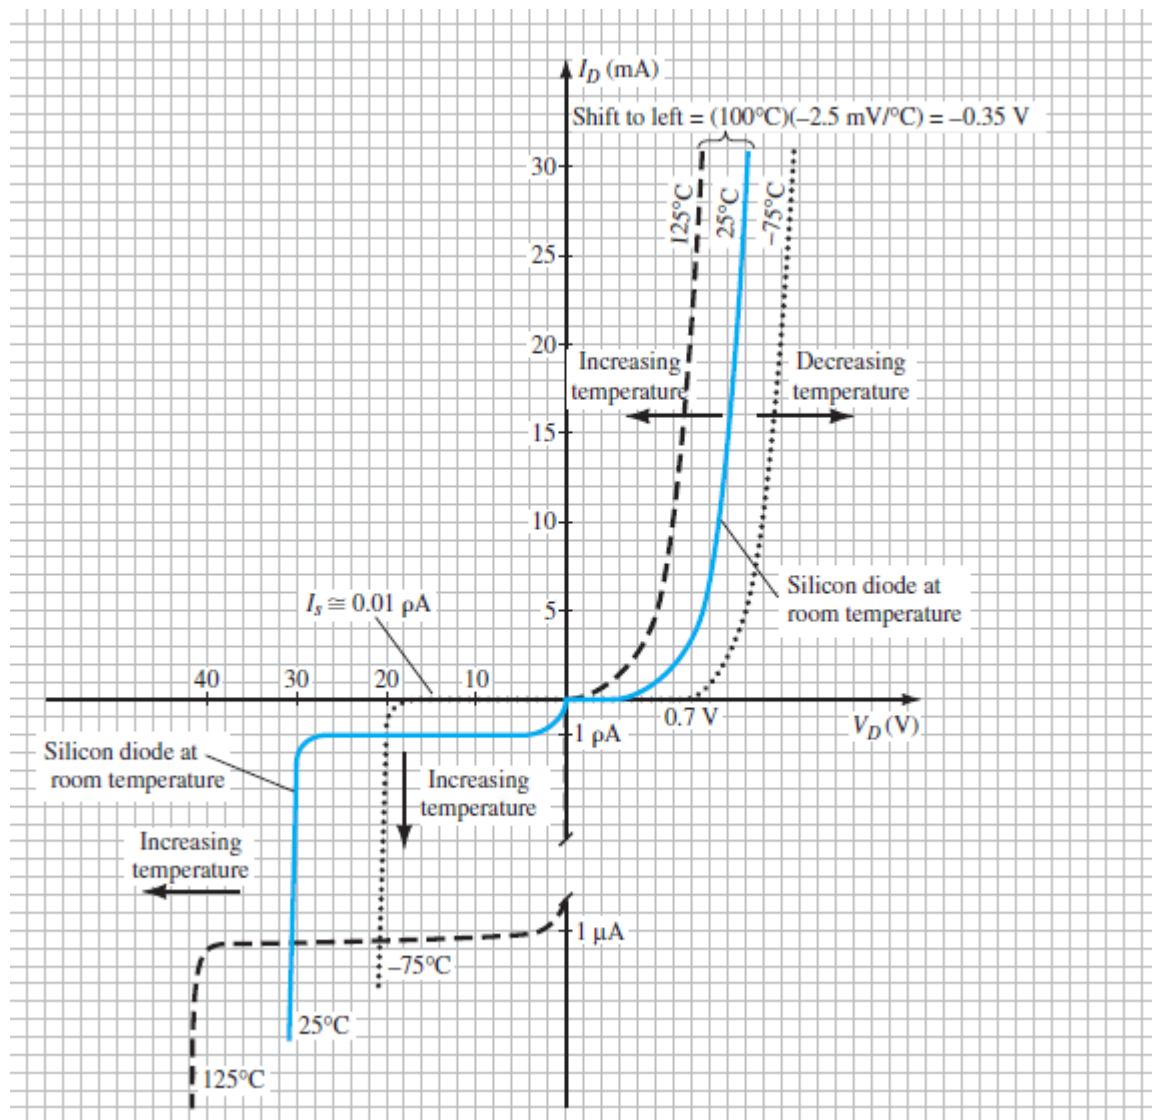 I_D (mA)
Shift to left = (100°C)(–2.5 mV/°C) = –0.35 V
30
125°C
25°C
–75°C
25
20
Increasing
temperature
Decreasing
temperature
15
10
Silicon diode at
room temperature
I_s ≅ 0.01 pA
5
40
30
20
10
0.7 V
V_D (V)
1 pA
Silicon diode at
room temperature
Increasing
temperature
Increasing
temperature
1 μA
–75°C
25°C
125°C